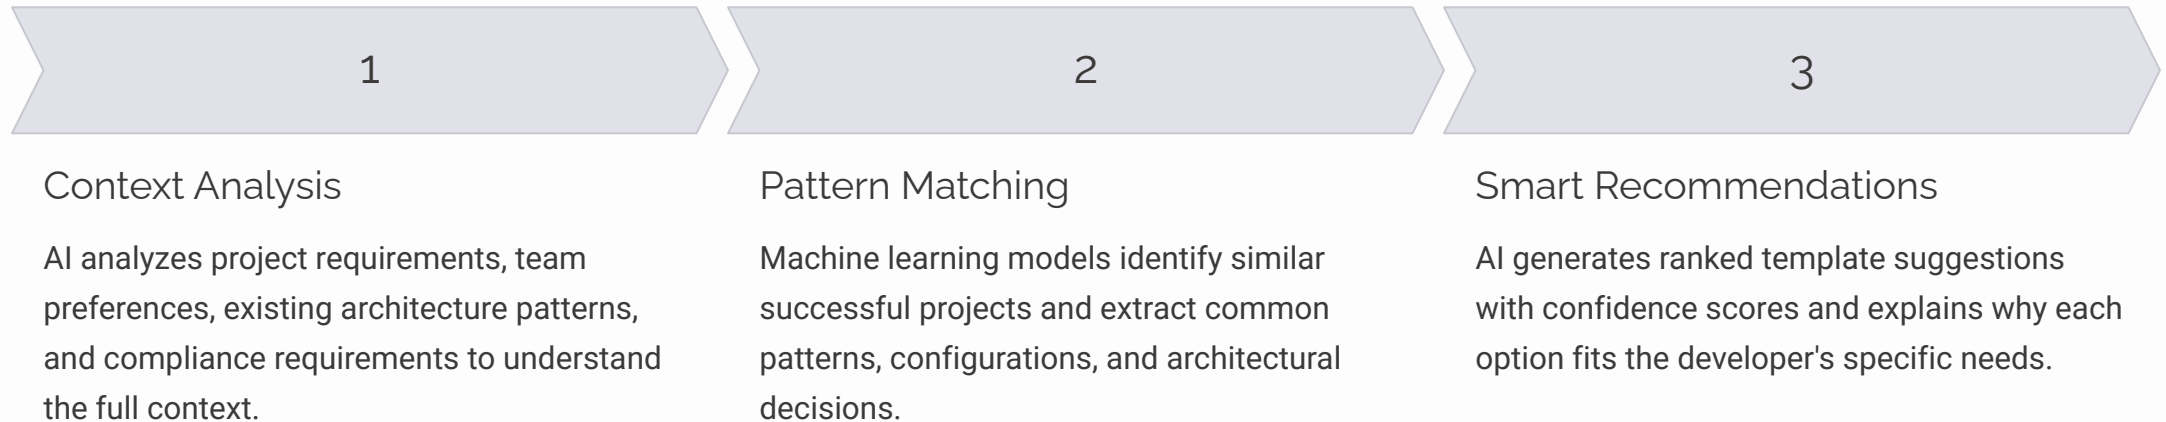 1
2
3
Context Analysis
AI analyzes project requirements, team
preferences, existing architecture patterns,
and compliance requirements to understand
the full context.
Pattern Matching
Machine learning models identify similar
successful projects and extract common
patterns, configurations, and architectural
decisions.
Smart Recommendations
AI generates ranked template suggestions
with confidence scores and explains why each
option fits the developer's specific needs.